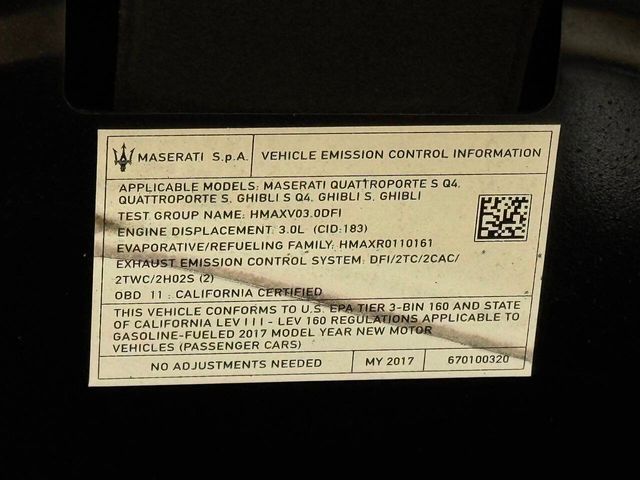 MASERATI S.p.A. VEHICLE EMISSION CONTROL INFORMATION
APPLICABLE MODELS: MASERATI QUATTROPORTE S Q4,
QUATTROPORTE S, GHIBLI S Q4, GHIBLI S, GHIBLI
TEST GROUP NAME: HMAXV03.0DFI
ENGINE DISPLACEMENT: 3.0L (CID:183)
EVAPORATIVE/REFUELING FAMILY: HMAXR0110161
EXHAUST EMISSION CONTROL SYSTEM: DFI/2TC/2CAC/
2TWC/2HO2S (2)
OBD 11 : CALIFORNIA CERTIFIED
THIS VEHICLE CONFORMS TO U.S. EPA TIER 3-BIN 160 AND STATE
OF CALIFORNIA LEV III - LEV 160 REGULATIONS APPLICABLE TO
GASOLINE-FUELED 2017 MODEL YEAR NEW MOTOR
VEHICLES (PASSENGER CARS)
NO ADJUSTMENTS NEEDED MY 2017 670100320